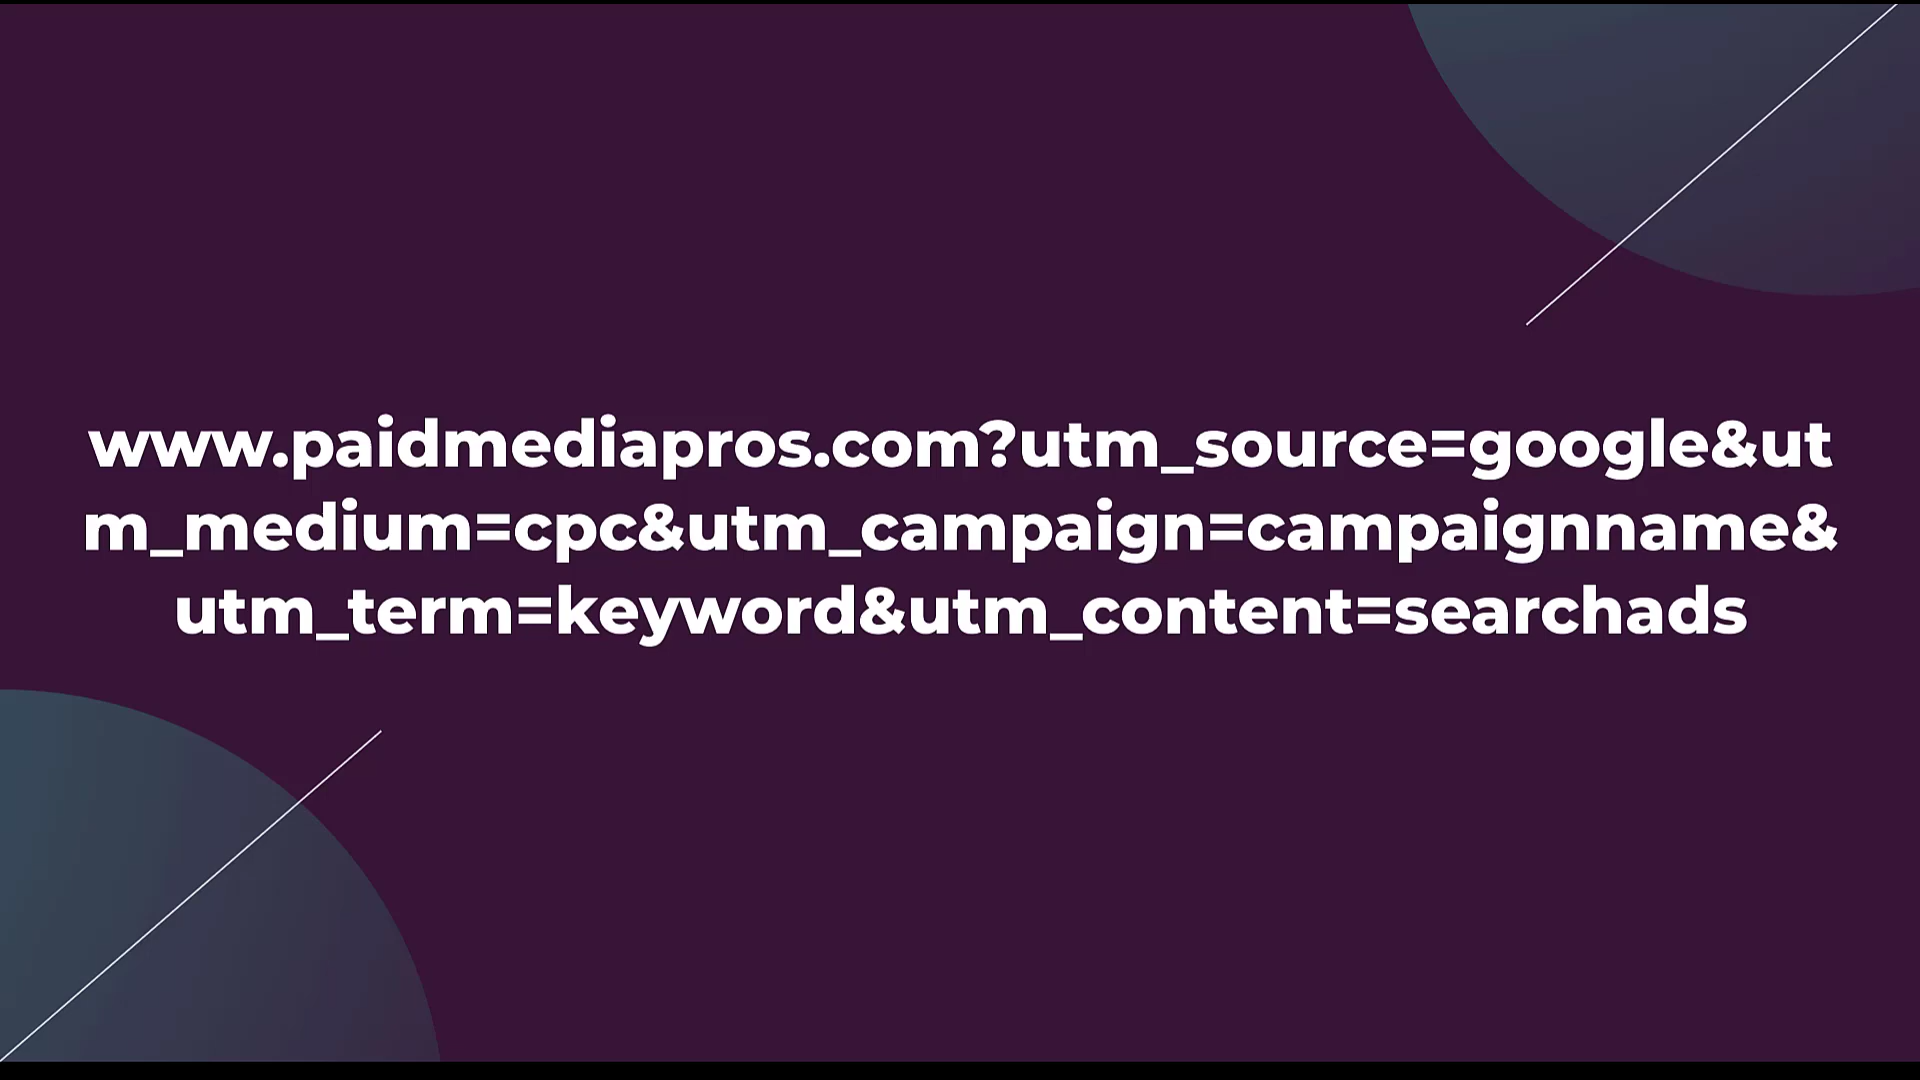 www.paidmediapros.com?utm_source=google&ut
m_medium=cpc&utm_campaign=campaignname&
utm_term=keyword&utm_content=searchads